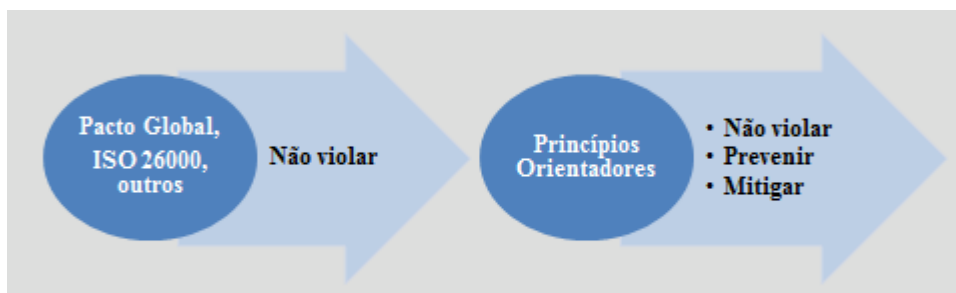 Pacto Global,
ISO 26000,
outros
Não violar
Princípios
Orientadores
• Não violar
• Prevenir
• Mitigar